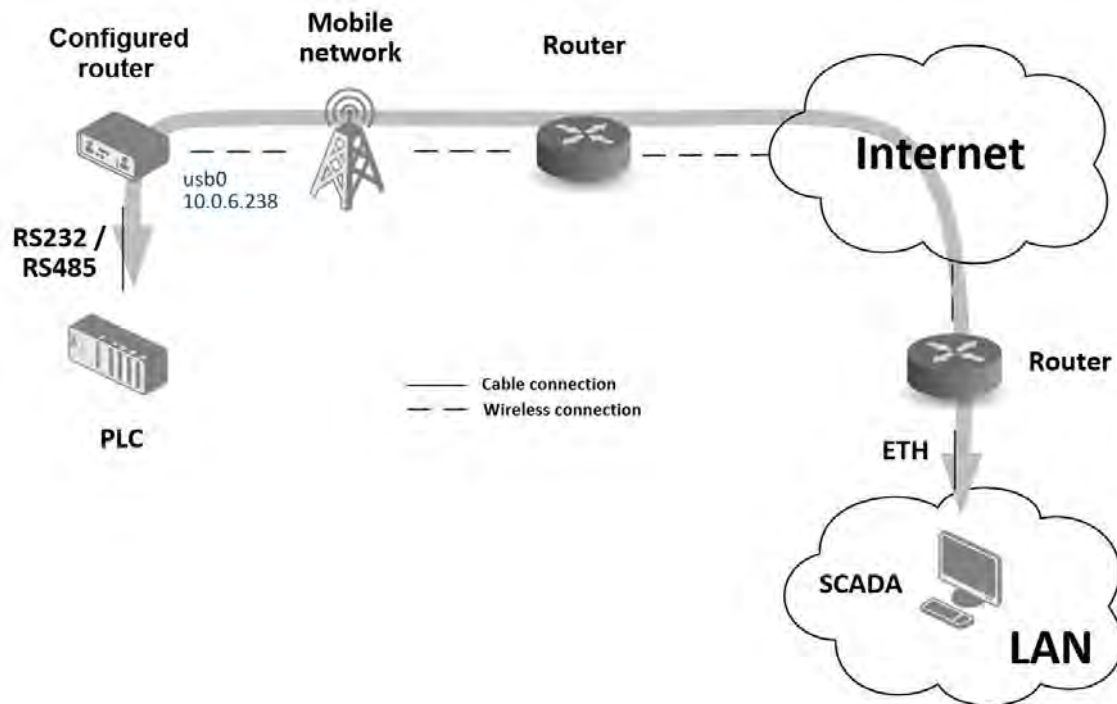 Configured
router
Mobile
network
Router
Internet
usb0
10.0.6.238
RS232 /
RS485
PLC
Cable connection
Wireless connection
Router
ETH
SCADA
LAN